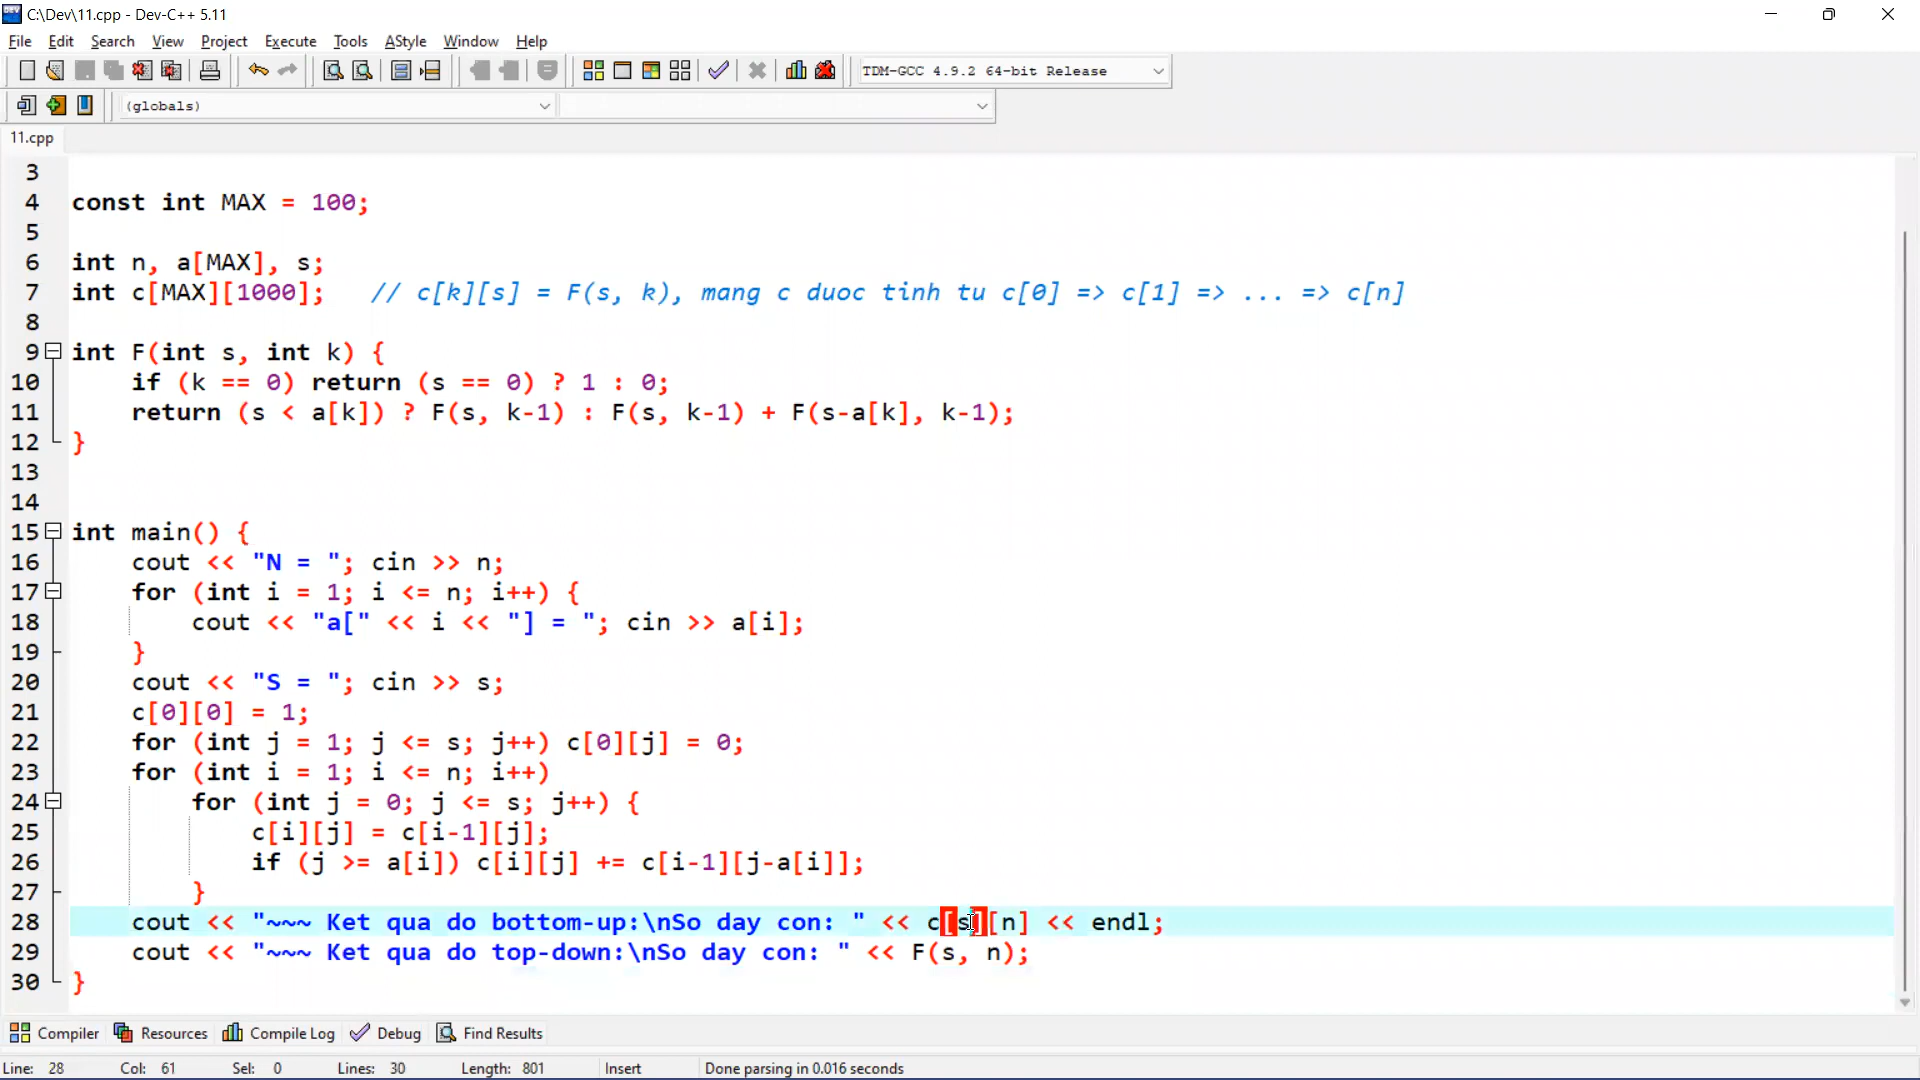 C:\Dev\11.cpp - Dev-C++ 5.11
File Edit Search View Project Execute Tools AStyle Window Help
TDM-GCC 4.9.2 64-bit Release
(globals)
11.cpp
3
4 const int MAX = 100;
5
6 int n, a[MAX], s;
7 int c[MAX][1000]; // c[k][s] = F(s, k), mang c duoc tinh tu c[0] => c[1] => ... => c[n]
8
9 int F(int s, int k) {
10 if (k == 0) return (s == 0) ? 1 : 0;
11 return (s < a[k]) ? F(s, k-1) : F(s, k-1) + F(s-a[k], k-1);
12 }
13
14
15 int main() {
16 cout << "N = "; cin >> n;
17 for (int i = 1; i <= n; i++) {
18 cout << "a[" << i << "] = "; cin >> a[i];
19 }
20 cout << "S = "; cin >> s;
21 c[0][0] = 1;
22 for (int j = 1; j <= s; j++) c[0][j] = 0;
23 for (int i = 1; i <= n; i++)
24 for (int j = 0; j <= s; j++) {
25 c[i][j] = c[i-1][j];
26 if (j >= a[i]) c[i][j] += c[i-1][j-a[i]];
27 }
28 cout << "~~~ Ket qua do bottom-up:\nSo day con: " << c[s][n] << endl;
29 cout << "~~~ Ket qua do top-down:\nSo day con: " << F(s, n);
30 }
Compiler Resources Compile Log Debug Find Results
Line: 28 Col: 61 Sel: 0 Lines: 30 Length: 801 Insert Done parsing in 0.016 seconds